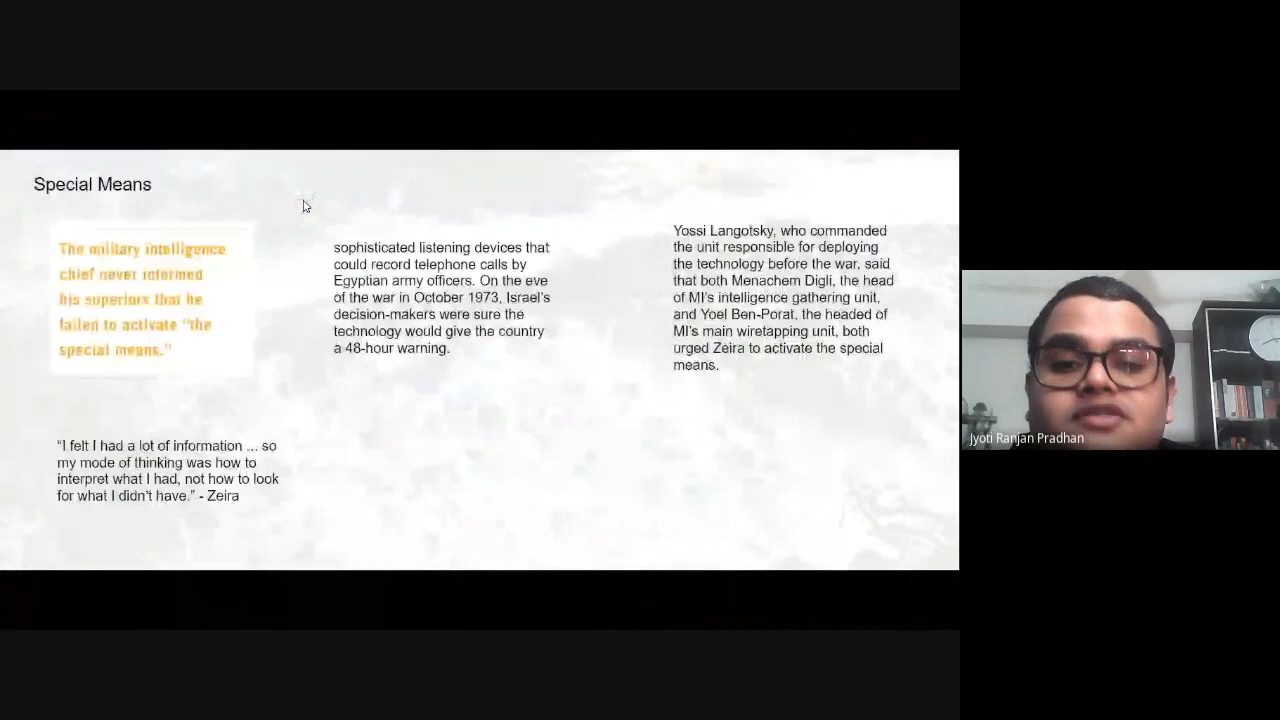 Special Means
The military intelligence
chief never informed
his superiors that he
failed to activate "the
special means."
"I felt I had a lot of information ... so
my mode of thinking was how to
interpret what I had, not how to look
for what I didn't have." - Zeira
sophisticated listening devices that
could record telephone calls by
Egyptian army officers. On the eve
of the war in October 1973, Israel's
decision-makers were sure the
technology would give the country
a 48-hour warning.
Yossi Langotsky, who commanded
the unit responsible for deploying
the technology before the war, said
that both Menachem Digli, the head
of MI's intelligence gathering unit,
and Yoel Ben-Porat, the headed of
MI's main wiretapping unit, both
urged Zeira to activate the special
means.
Jyoti Ranjan Pradhan